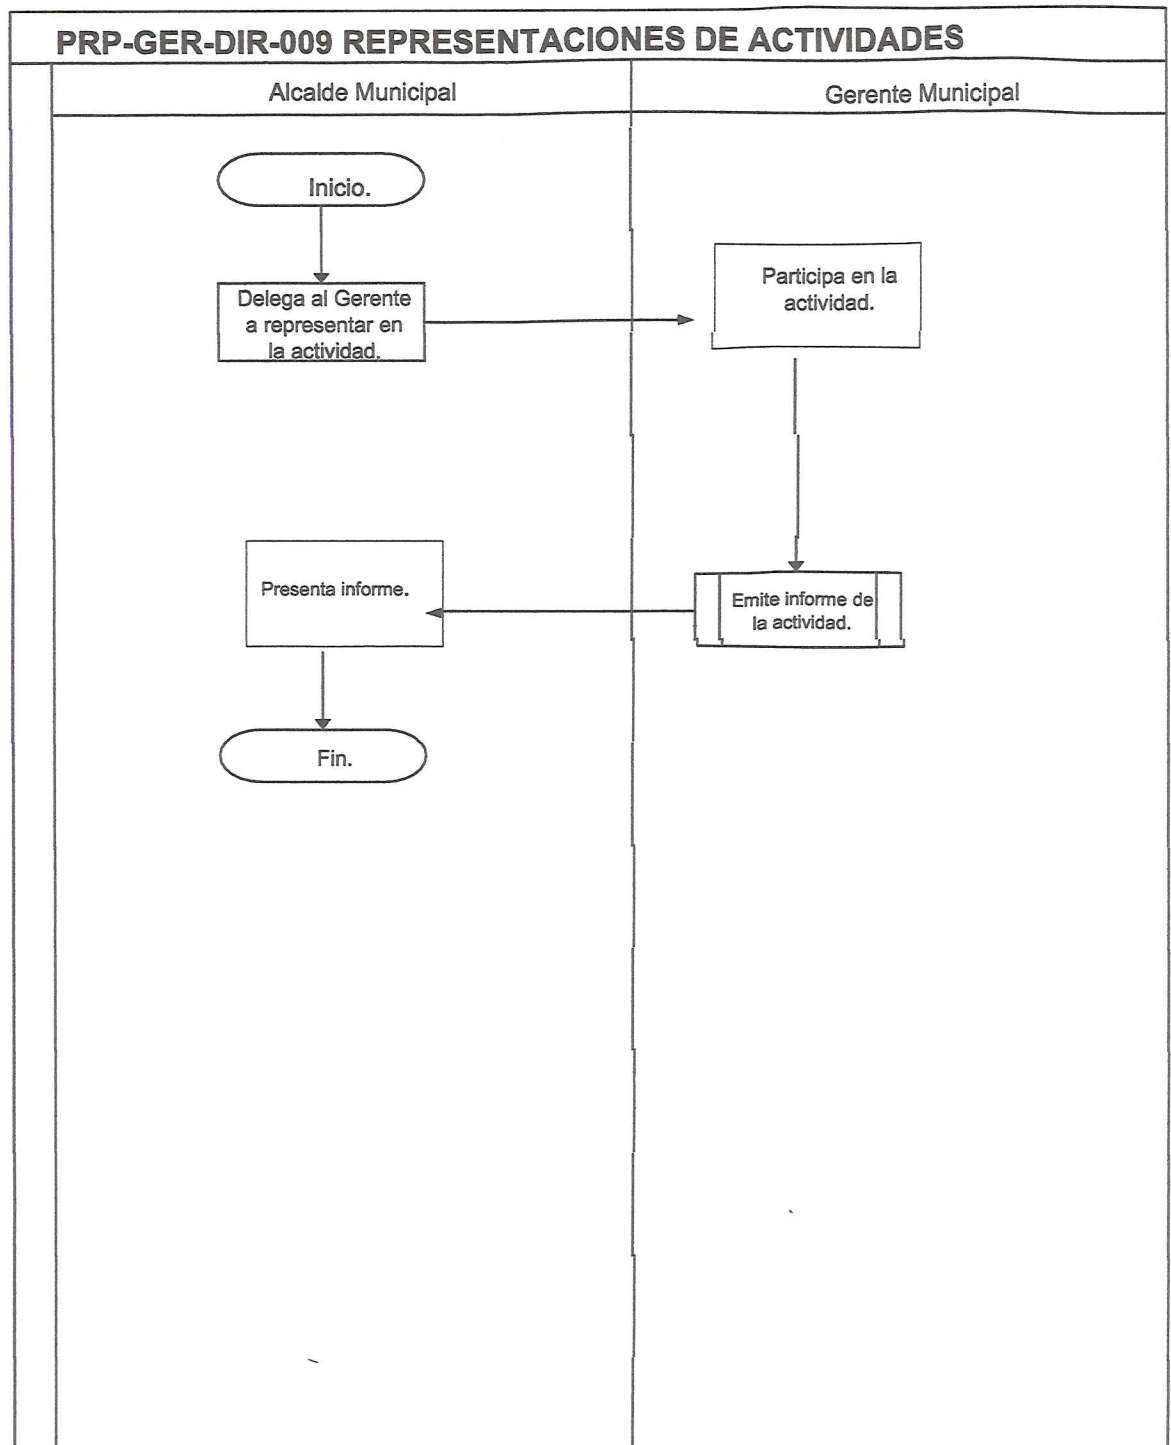 PRP-GER-DIR-009 REPRESENTACIONES DE ACTIVIDADES
Alcalde Municipal
Gerente Municipal
Inicio.
Delega al Gerente
a representar en
la actividad.
Participa en la
actividad.
Presenta informe.
Emite informe de
la actividad.
Fin.